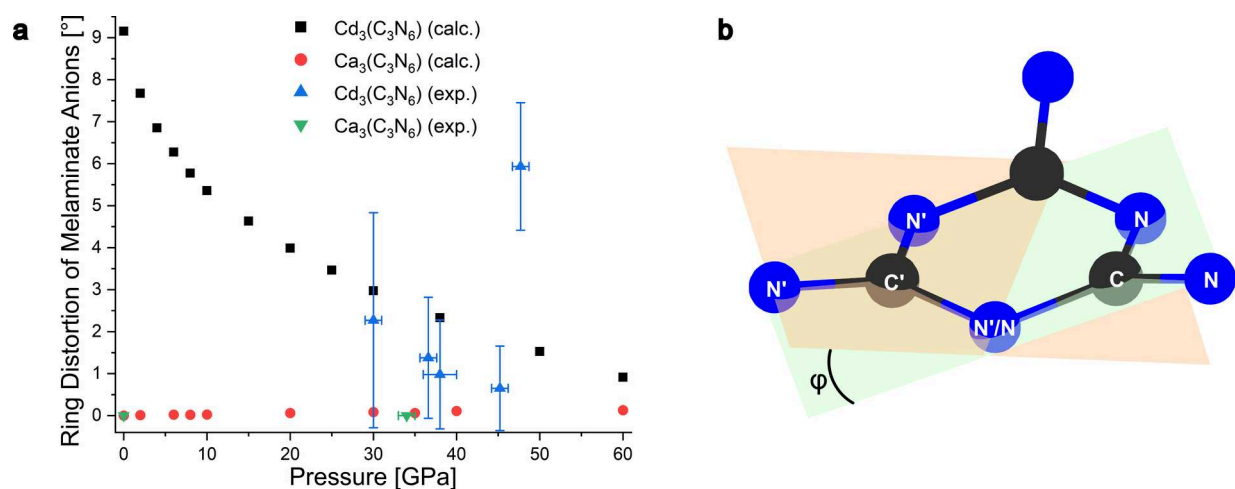 a
Ring Distortion of Melaminate Anions [°]
9
8
7
6
5
4
3
2
1
0
Cd₃(C₃N₆) (calc.)
Ca₃(C₃N₆) (calc.)
Cd₃(C₃N₆) (exp.)
Ca₃(C₃N₆) (exp.)
0 10 20 30 40 50 60
Pressure [GPa]
b
N' N
N' C' C N
N'/N
φ